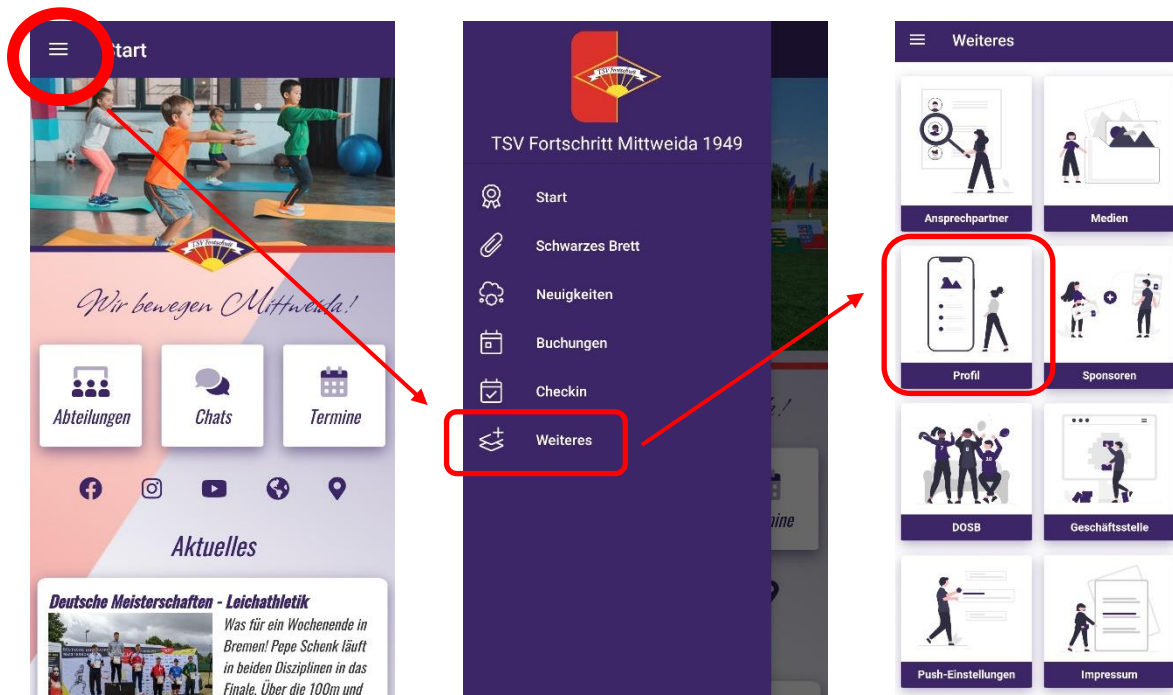 Start
TSV Fortschritt
Wir bewegen Mittweida!
Abteilungen
Chats
Termine
Aktuelles
Deutsche Meisterschaften - Leichathletik
Was für ein Wochenende in
Bremen! Pepe Schenk läuft
in beiden Disziplinen in das
Finale. Über die 100m und
TSV Fortschritt
TSV Fortschritt Mittweida 1949
Start
Schwarzes Brett
Neuigkeiten
Buchungen
Checkin
Weiteres
Weiteres
Ansprechpartner
Medien
Profil
Sponsoren
DOSB
Geschäftsstelle
Push-Einstellungen
Impressum